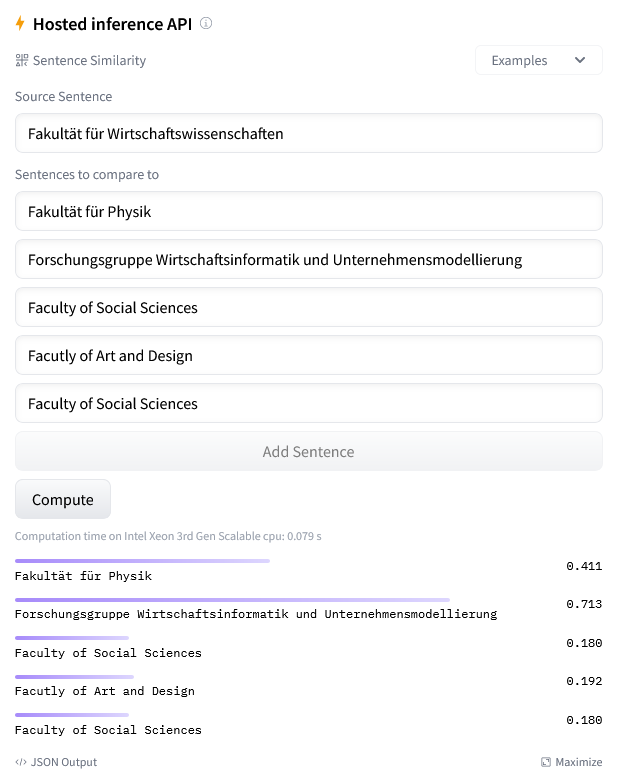 Hosted inference API
Sentence Similarity
Examples
Source Sentence
Fakultät für Wirtschaftswissenschaften
Sentences to compare to
Fakultät für Physik
Forschungsgruppe Wirtschaftsinformatik und Unternehmensmodellierung
Faculty of Social Sciences
Facutly of Art and Design
Faculty of Social Sciences
Add Sentence
Compute
Computation time on Intel Xeon 3rd Gen Scalable cpu: 0.079 s
Fakultät für Physik 0.411
Forschungsgruppe Wirtschaftsinformatik und Unternehmensmodellierung 0.713
Faculty of Social Sciences 0.180
Facutly of Art and Design 0.192
Faculty of Social Sciences 0.180
</> JSON Output
Maximize